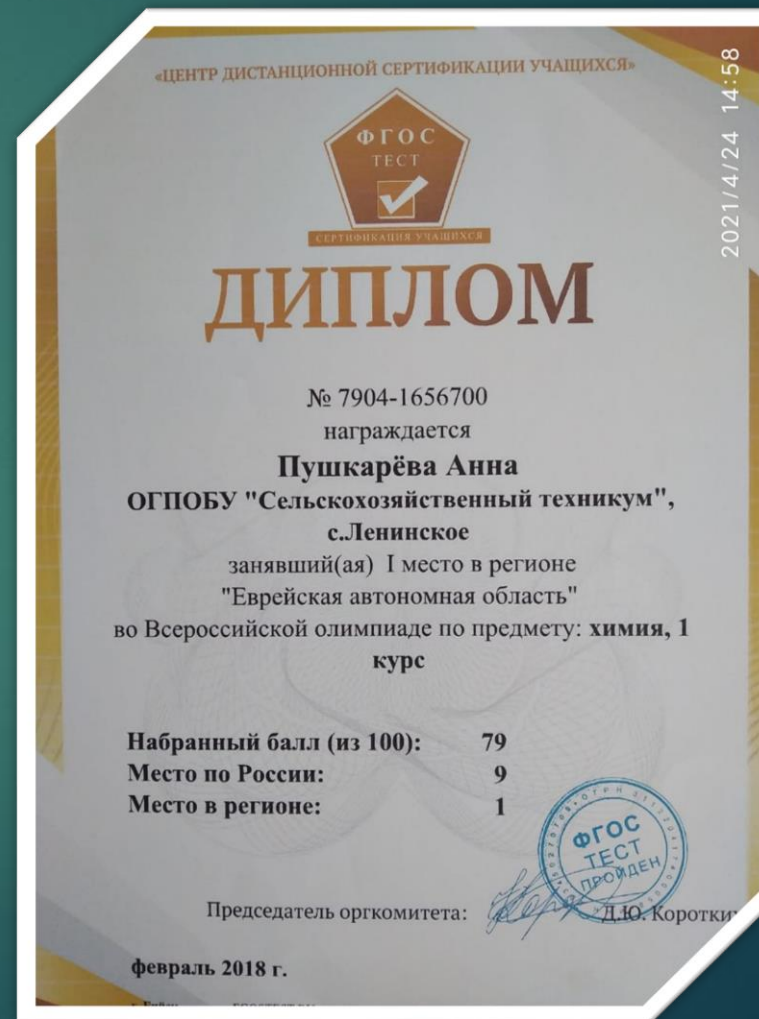 «ЦЕНТР ДИСТАНЦИОННОЙ СЕРТИФИКАЦИИ УЧАЩИХСЯ»
ФГОС
ТЕСТ
СЕРТИФИКАЦИЯ УЧАЩИХСЯ
2021/4/24 14:58
ДИПЛОМ
№ 7904-1656700
награждается
Пушкарёва Анна
ОГПОБУ "Сельскохозяйственный техникум",
с.Ленинское
занявший(ая) I место в регионе
"Еврейская автономная область"
во Всероссийской олимпиаде по предмету: химия, 1
курс
Набранный балл (из 100): 79
Место по России: 9
Место в регионе: 1
ФГОС
ТЕСТ
ПРОЙДЕН
Председатель оргкомитета: Д.Ю.
февраль 2018 г.